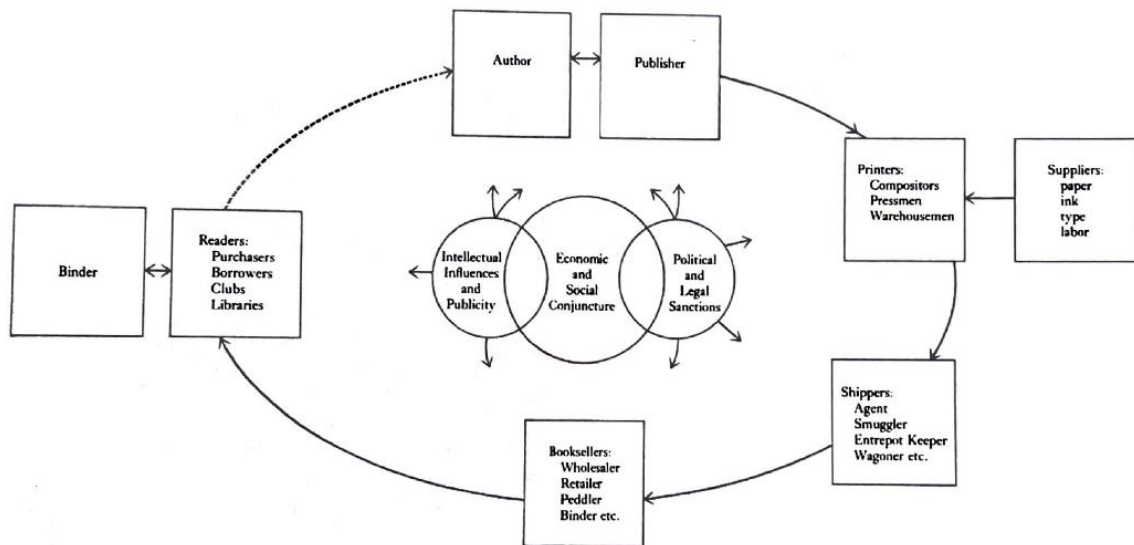 Author
Publisher
Printers:
Compositors
Pressmen
Warehousemen
Suppliers:
paper
ink
type
labor
Binder
Readers:
Purchasers
Borrowers
Clubs
Libraries
Intellectual
Influences
and
Publicity
Economic
and
Social
Conjuncture
Political
and
Legal
Sanctions
Shippers:
Agent
Smuggler
Entrepot Keeper
Wagoner etc.
Booksellers:
Wholesaler
Retailer
Peddler
Binder etc.